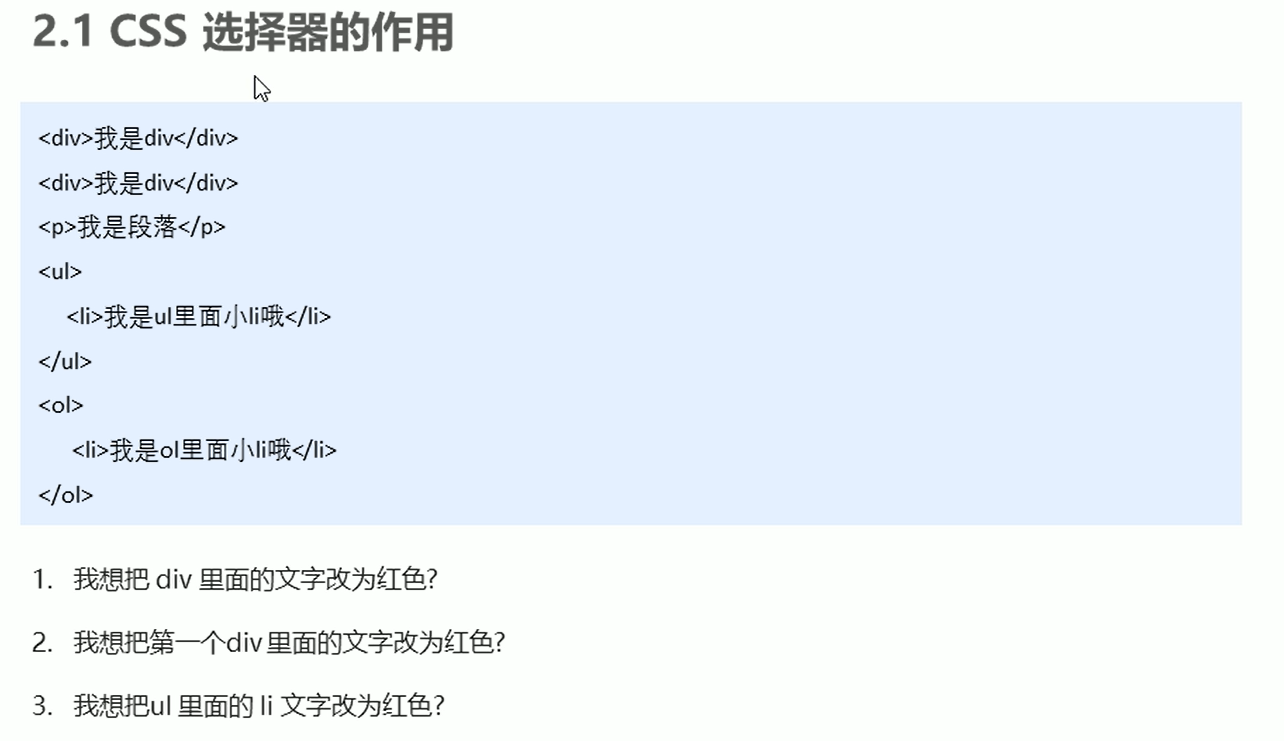 2.1 CSS 选择器的作用
<div>我是div</div>
<div>我是div</div>
<p>我是段落</p>
<ul>
<li>我是ul里面小li哦</li>
</ul>
<ol>
<li>我是ol里面小li哦</li>
</ol>
1. 我想把 div 里面的文字改为红色?
2. 我想把第一个div 里面的文字改为红色?
3. 我想把ul 里面的 li 文字改为红色?